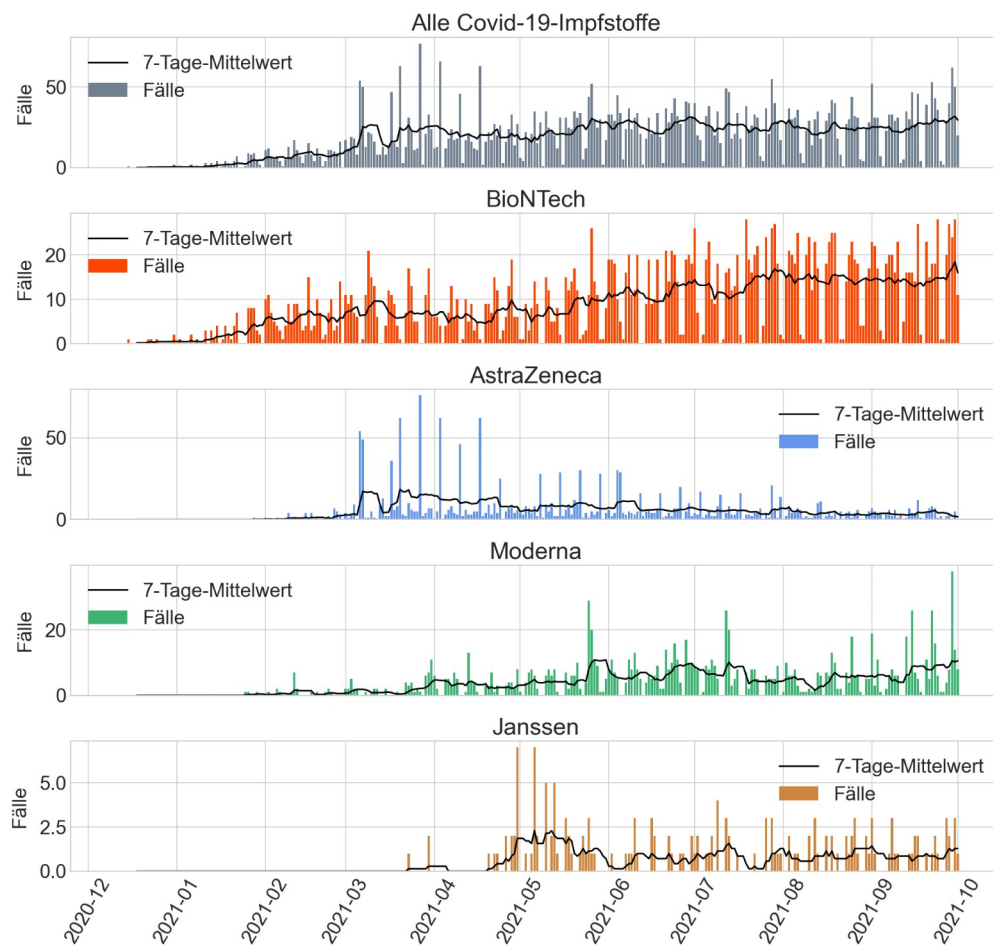 Alle Covid-19-Impfstoffe
Fälle
50
0
7-Tage-Mittelwert
Fälle
BioNTech
Fälle
20
10
0
7-Tage-Mittelwert
Fälle
AstraZeneca
Fälle
50
0
7-Tage-Mittelwert
Fälle
Moderna
Fälle
20
0
7-Tage-Mittelwert
Fälle
Janssen
Fälle
5.0
2.5
0.0
7-Tage-Mittelwert
Fälle
2020-12
2021-01
2021-02
2021-03
2021-04
2021-05
2021-06
2021-07
2021-08
2021-09
2021-10